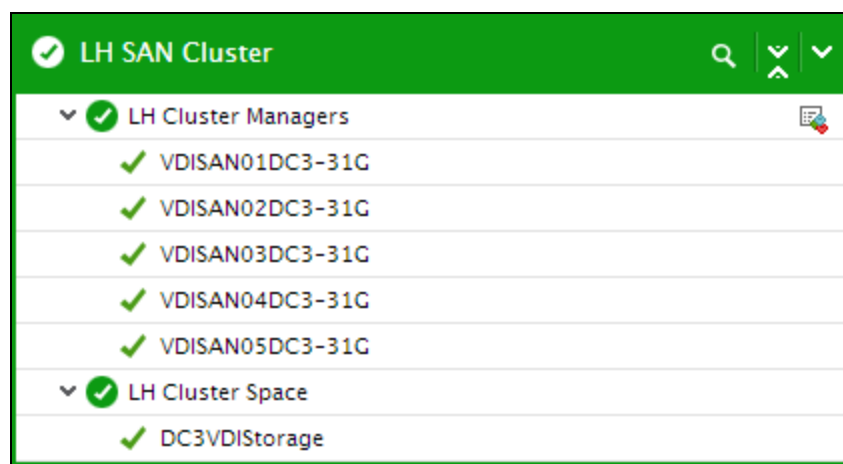 LH SAN Cluster
LH Cluster Managers
VDISAN01DC3-31G
VDISAN02DC3-31G
VDISAN03DC3-31G
VDISAN04DC3-31G
VDISAN05DC3-31G
LH Cluster Space
DC3VDIStorage